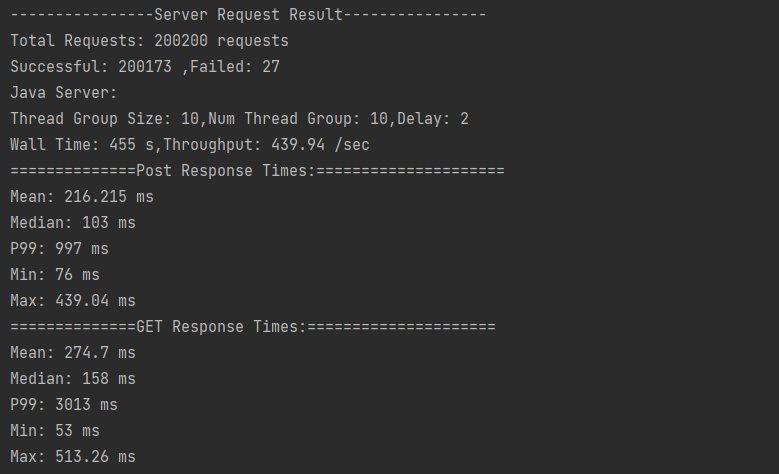 ----------------Server Request Result----------------
Total Requests: 200200 requests
Successful: 200173 ,Failed: 27
Java Server:
Thread Group Size: 10,Num Thread Group: 10,Delay: 2
Wall Time: 455 s,Throughput: 439.94 /sec
==============Post Response Times:=====================
Mean: 216.215 ms
Median: 103 ms
P99: 997 ms
Min: 76 ms
Max: 439.04 ms
==============GET Response Times:=====================
Mean: 274.7 ms
Median: 158 ms
P99: 3013 ms
Min: 53 ms
Max: 513.26 ms